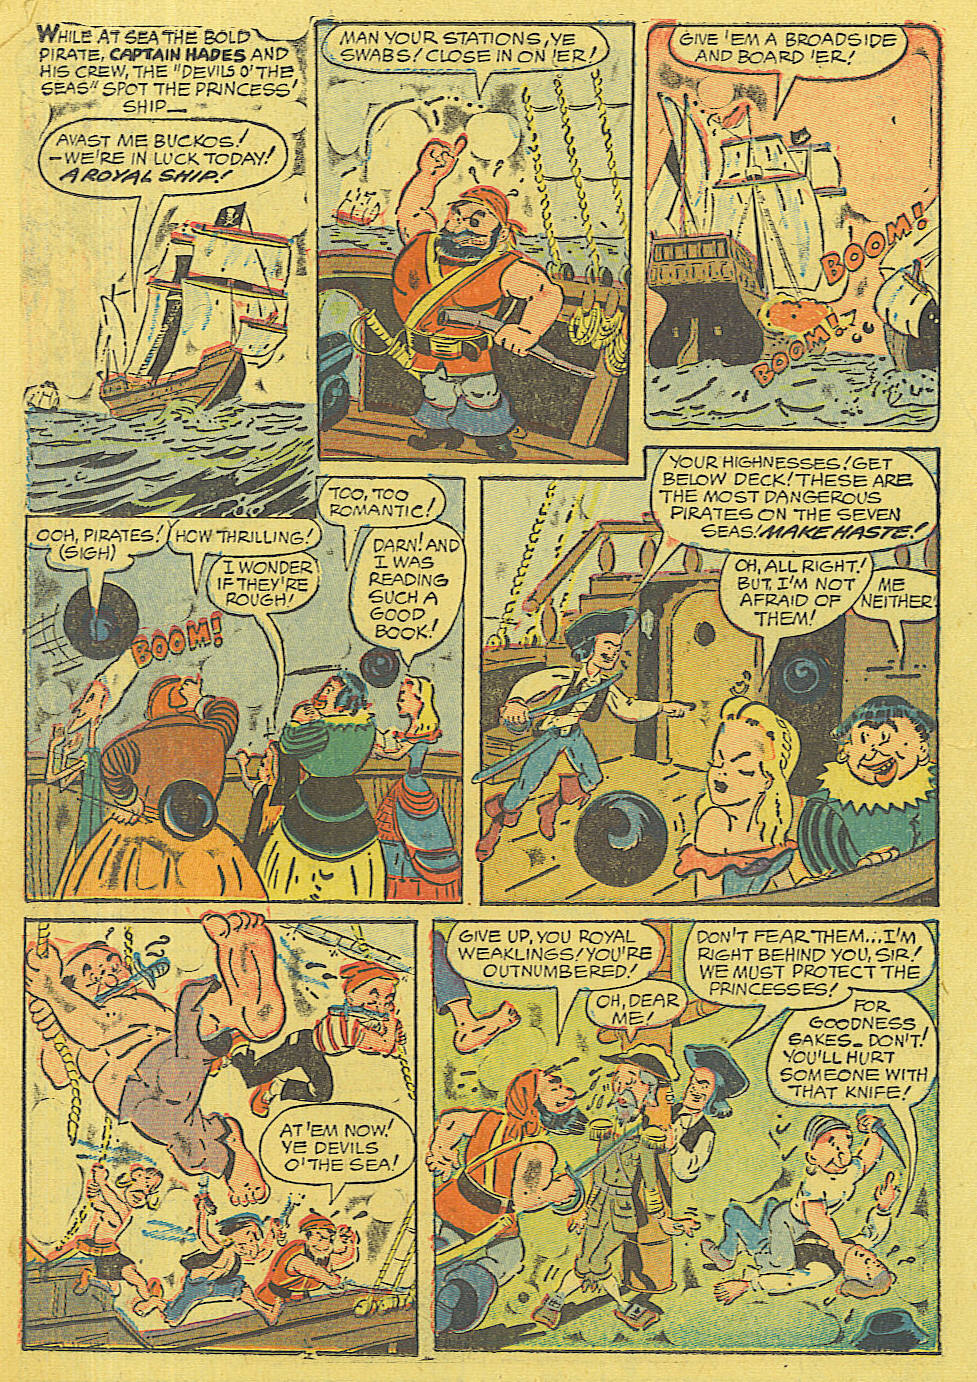 WHILE AT SEA THE BOLD
PIRATE, CAPTAIN HADES AND
HIS CREW, THE "DEVILS O' THE
SEAS" SPOT THE PRINCESS'
SHIP—
AVAST ME BUCKOS!
–WE'RE IN LUCK TODAY!
A ROYAL SHIP!
MAN YOUR STATIONS, YE
SWABS! CLOSE IN ON 'ER!
GIVE 'EM A BROADSIDE
AND BOARD 'ER!
BOOM!
BOOM!
OOH, PIRATES!
(SIGH)
HOW THRILLING!
I WONDER
IF THEY'RE
ROUGH!
TOO, TOO
ROMANTIC!
DARN! AND
I WAS
READING
SUCH A
GOOD
BOOK!
BOOM!
YOUR HIGHNESSES! GET
BELOW DECK! THESE ARE
THE MOST DANGEROUS
PIRATES ON THE SEVEN
SEAS! MAKE HASTE!
OH, ALL RIGHT!
BUT, I'M NOT
AFRAID OF
THEM!
ME
NEITHER!
AT 'EM NOW!
YE DEVILS
O' THE SEA!
GIVE UP, YOU ROYAL
WEAKLINGS! YOU'RE
OUTNUMBERED!
OH, DEAR
ME!
DON'T FEAR THEM...I'M
RIGHT BEHIND YOU, SIR!
WE MUST PROTECT THE
PRINCESSES!
FOR
GOODNESS
SAKES– DON'T!
YOU'LL HURT
SOMEONE WITH
THAT KNIFE!